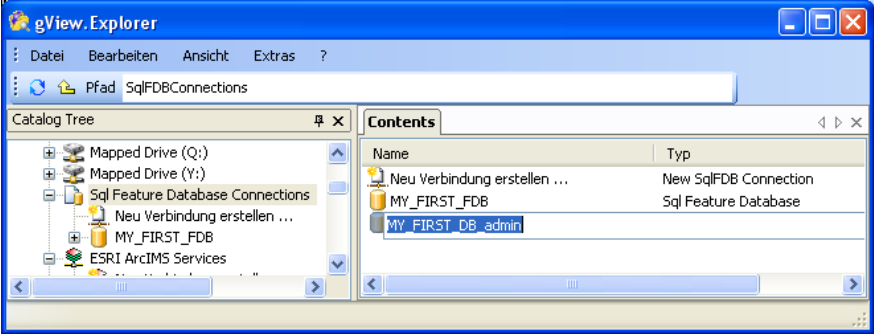 gView.Explorer
Datei Bearbeiten Ansicht Extras ?
Pfad SqlFDBConnections
Catalog Tree
Mapped Drive (Q:)
Mapped Drive (Y:)
Sql Feature Database Connections
Neu Verbindung erstellen ...
MY_FIRST_FDB
ESRI ArcIMS Services
Contents
Name Typ
Neu Verbindung erstellen ... New SqlFDB Connection
MY_FIRST_FDB Sql Feature Database
MY_FIRST_DB_admin